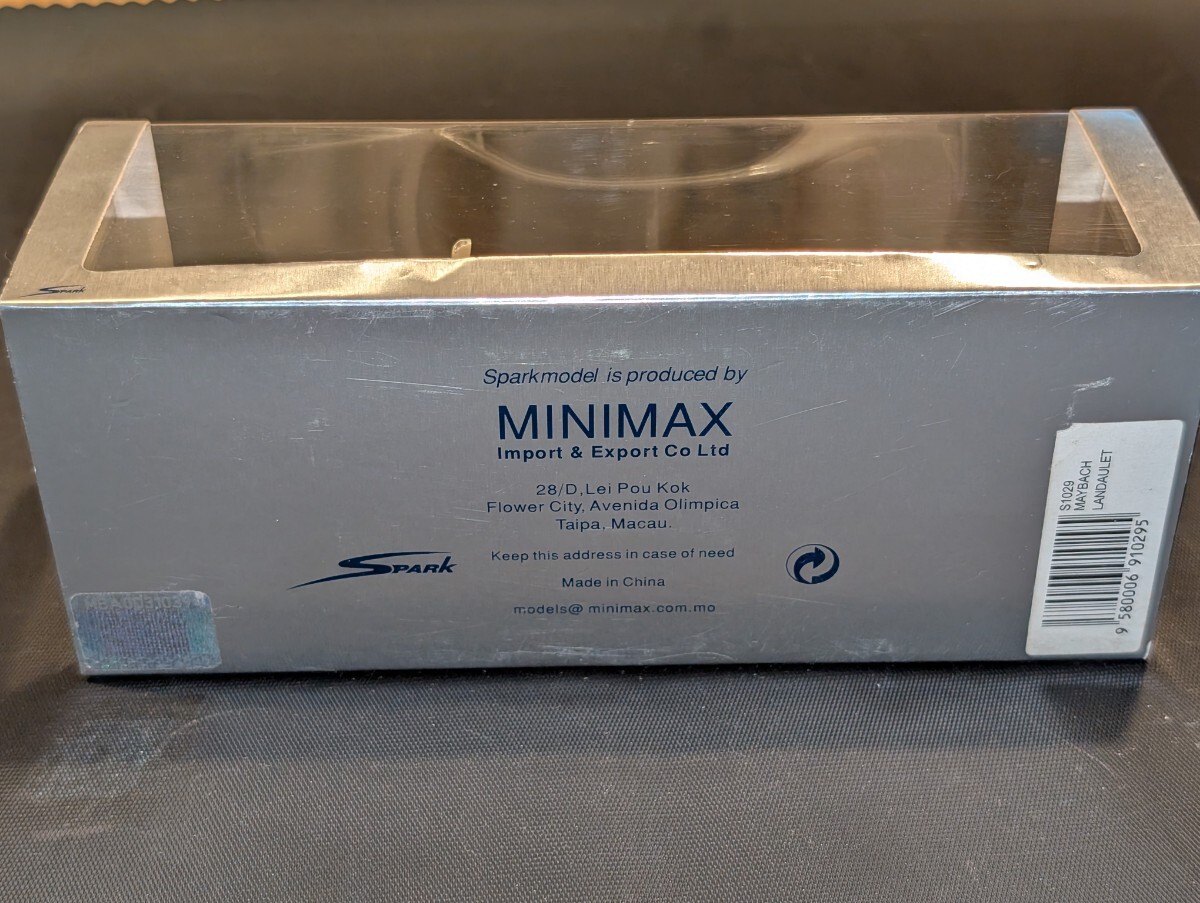 SPARK
Sparkmodel is produced by
MINIMAX
Import & Export Co Ltd
28/D, Lei Pou Kok
Flower City, Avenida Olimpica
Taipa, Macau.
Keep this address in case of need
SPARK
Made in China
models@minimax.com.mo
S1029
MAYBACH
LANDAULET
9 580006 910295